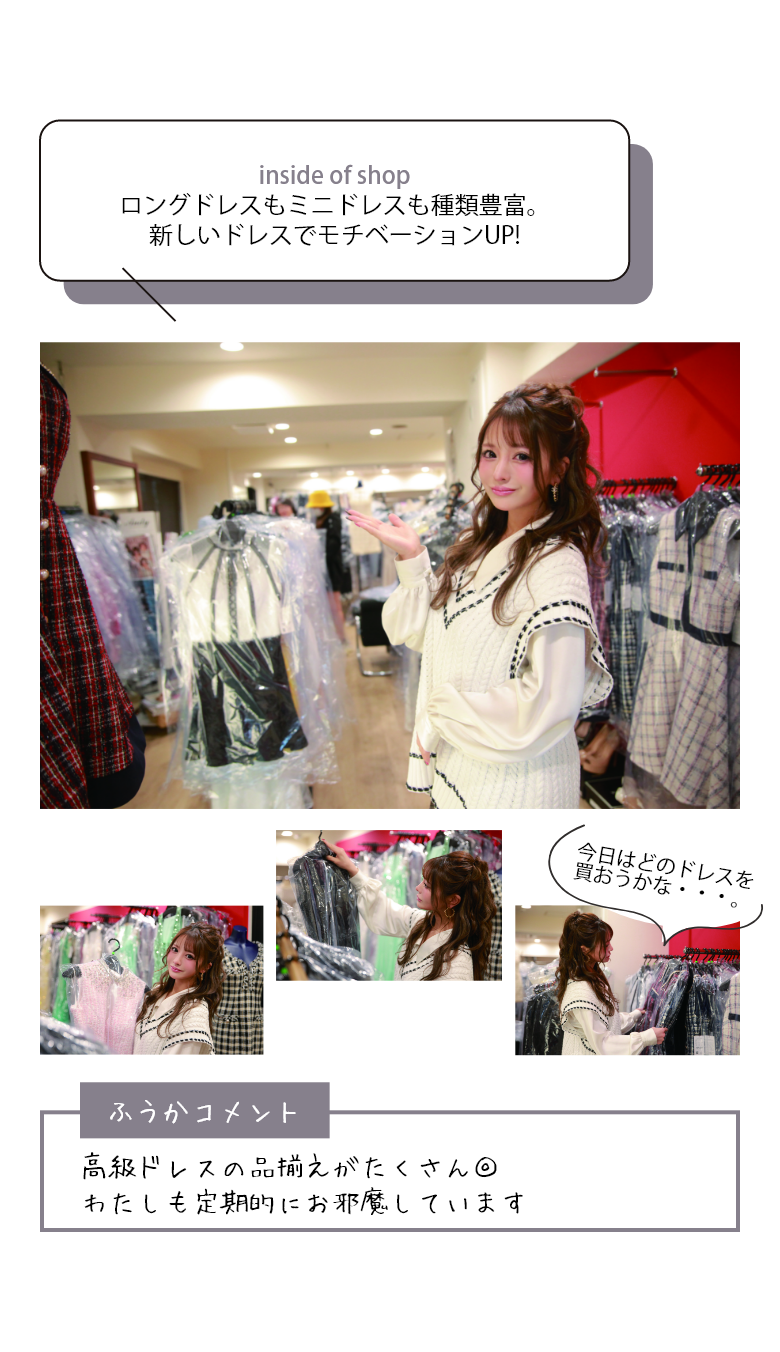 inside of shop
ロングドレスもミニドレスも種類豊富。
新しいドレスでモチベーションUP!
今日はどのドレスを
買おうかな・・・。
ふうかコメント
高級ドレスの品揃えがたくさん◎
わたしも定期的にお邪魔しています